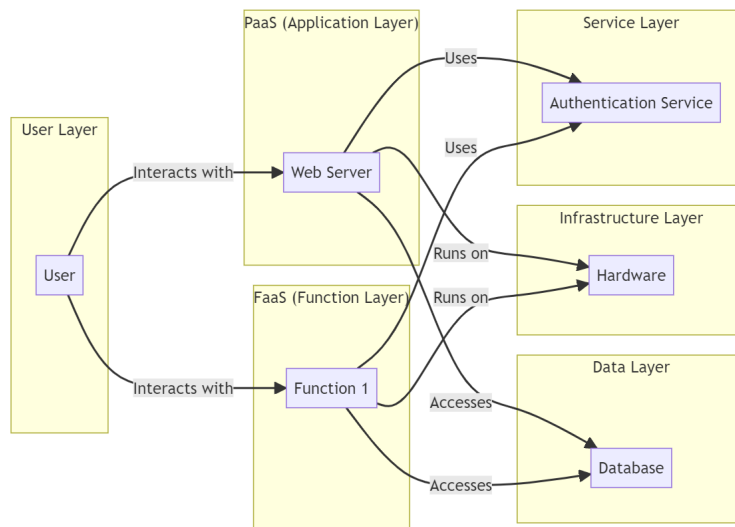 PaaS (Application Layer)
Service Layer
Uses
Authentication Service
User Layer
Uses
Interacts with
Web Server
Infrastructure Layer
Runs on
User
Hardware
FaaS (Function Layer)
Runs on
Data Layer
Interacts with
Function 1
Accesses
Database
Accesses